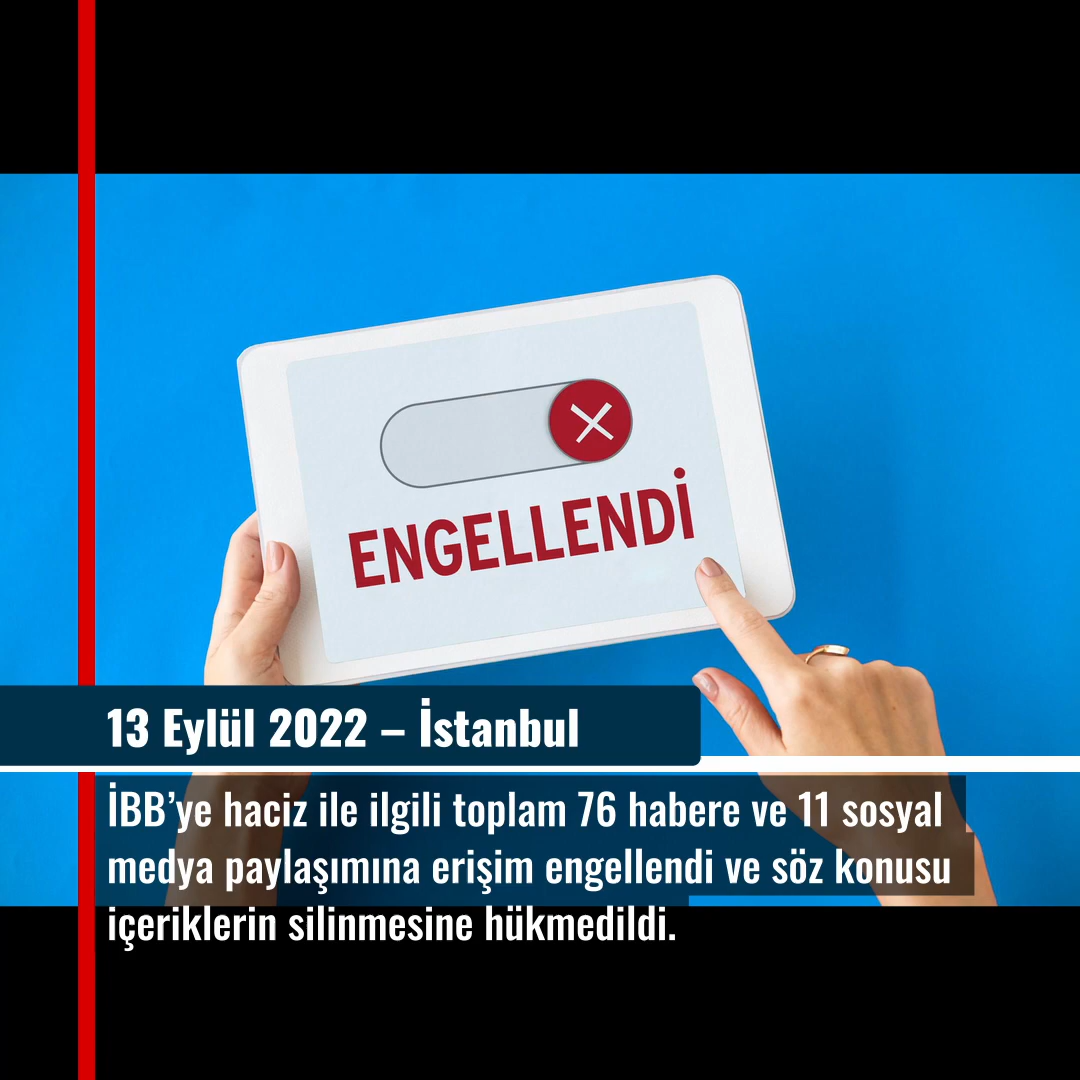 ENGELLENDİ
13 Eylül 2022 – İstanbul
İBB’ye haciz ile ilgili toplam 76 habere ve 11 sosyal
medya paylaşımına erişim engellendi ve söz konusu
içeriklerin silinmesine hükmedildi.